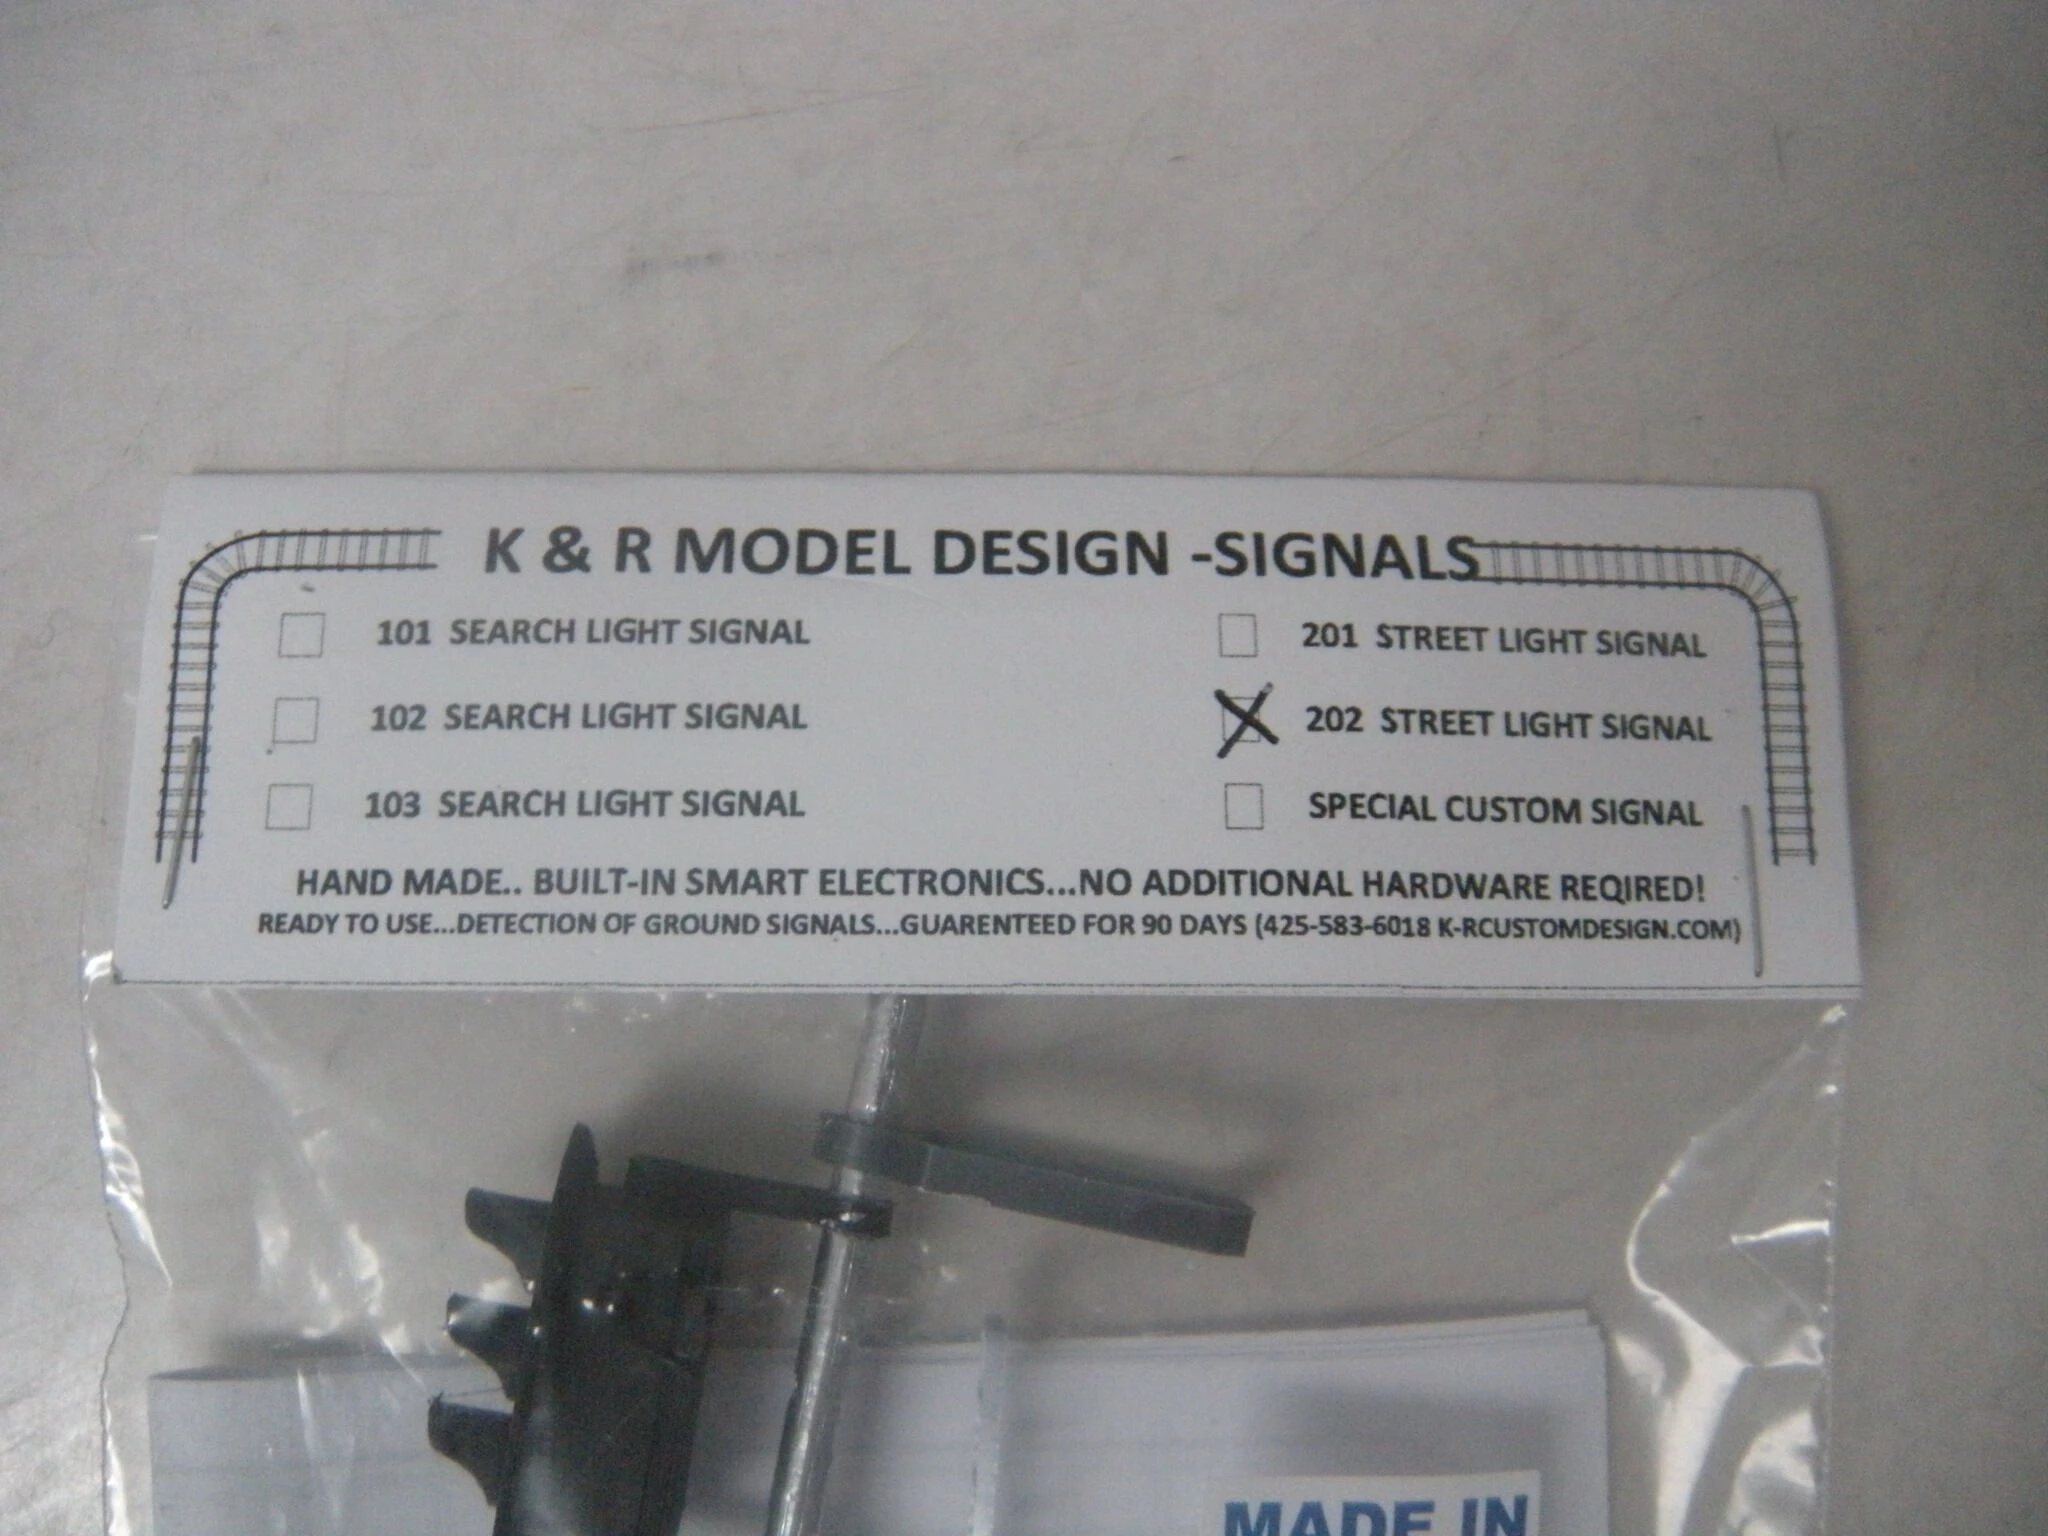 K & R MODEL DESIGN -SIGNALS
101 SEARCH LIGHT SIGNAL
201 STREET LIGHT SIGNAL
102 SEARCH LIGHT SIGNAL
202 STREET LIGHT SIGNAL
103 SEARCH LIGHT SIGNAL
SPECIAL CUSTOM SIGNAL
HAND MADE.. BUILT-IN SMART ELECTRONICS...NO ADDITIONAL HARDWARE REQIRED!
READY TO USE...DETECTION OF GROUND SIGNALS...GUARENTEED FOR 90 DAYS (425-583-6018 K-RCUSTOMDESIGN.COM)
MADE IN